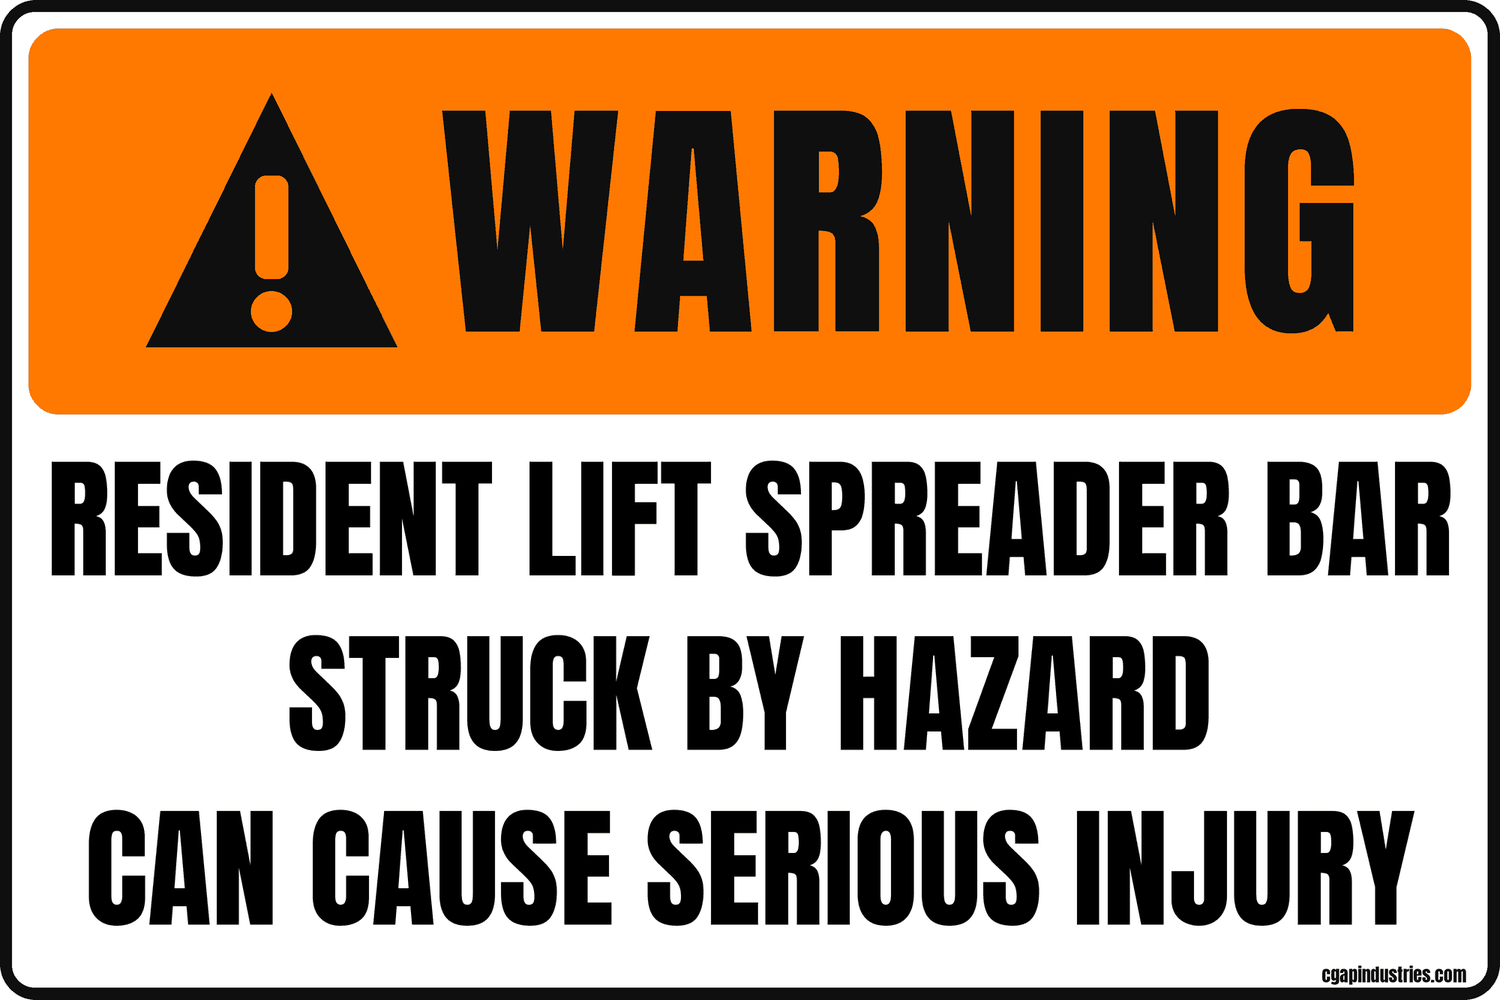 WARNING
RESIDENT LIFT SPREADER BAR
STRUCK BY HAZARD
CAN CAUSE SERIOUS INJURY
cgapindustries.com